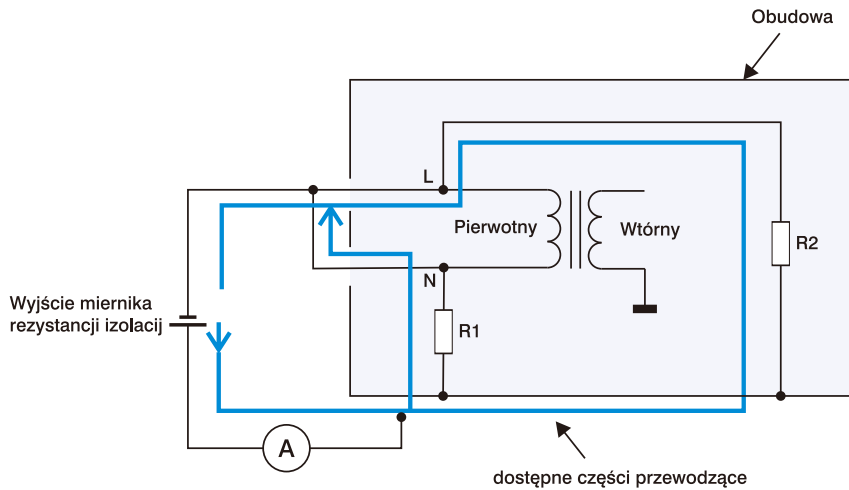 Obudowa
L
Pierwotny
Wtórny
R2
N
Wyjście miernika
rezystancji izolacji
R1
A
dostępne części przewodzące